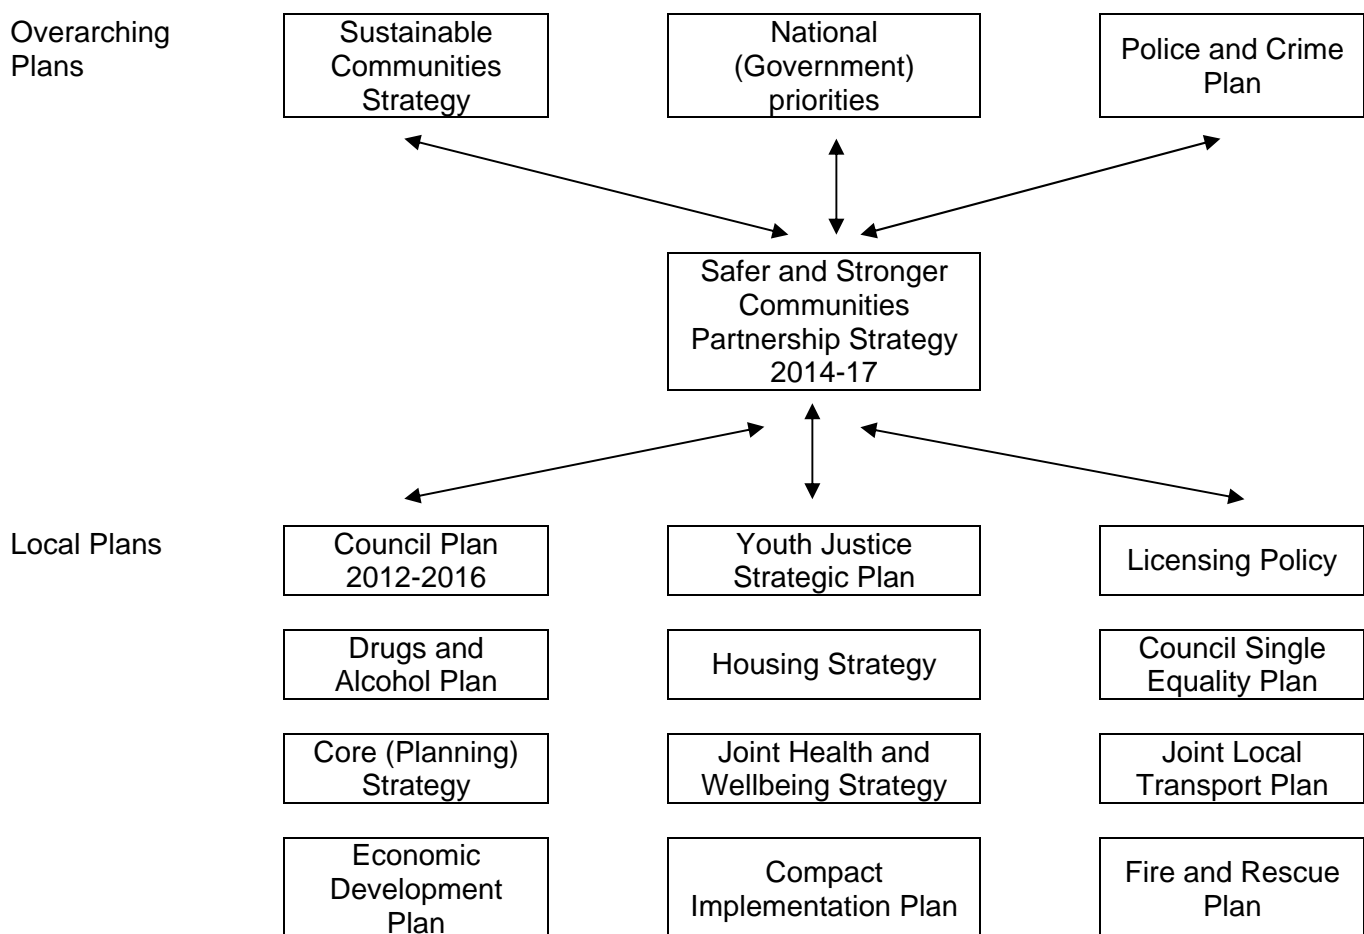 Overarching
Plans
Sustainable
Communities
Strategy
National
(Government)
priorities
Police and Crime
Plan
Safer and Stronger
Communities
Partnership Strategy
2014-17
Local Plans
Council Plan
2012-2016
Youth Justice
Strategic Plan
Licensing Policy
Drugs and
Alcohol Plan
Housing Strategy
Council Single
Equality Plan
Core (Planning)
Strategy
Joint Health and
Wellbeing Strategy
Joint Local
Transport Plan
Economic
Development
Plan
Compact
Implementation Plan
Fire and Rescue
Plan